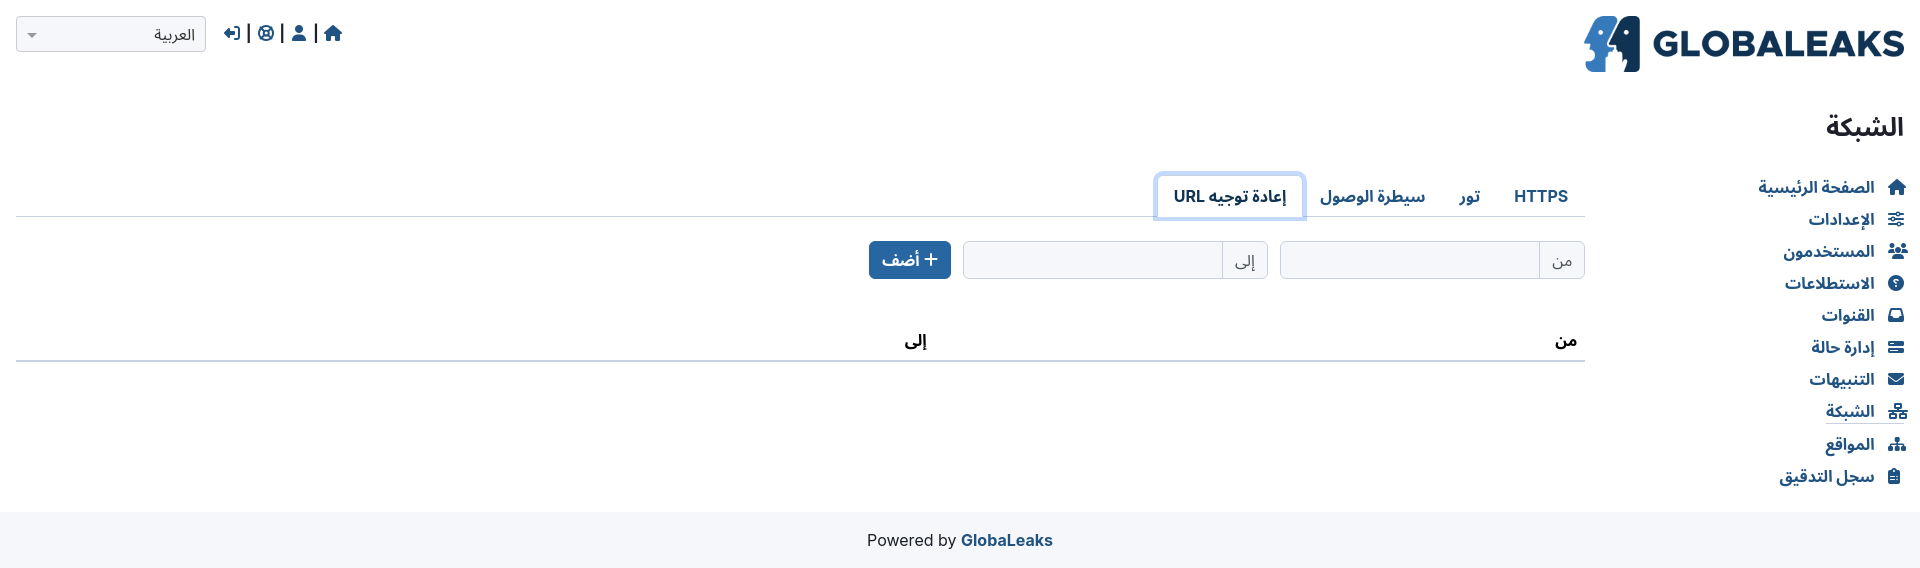 GLOBALEAKS
العربية
الشبكة
الصفحة الرئيسية
الإعدادات
المستخدمون
الاستطلاعات
القنوات
إدارة حالة
التنبيهات
الشبكة
المواقع
سجل التدقيق
HTTPS تور سيطرة الوصول إعادة توجيه URL
من إلى + أضف
من إلى
Powered by GlobaLeaks